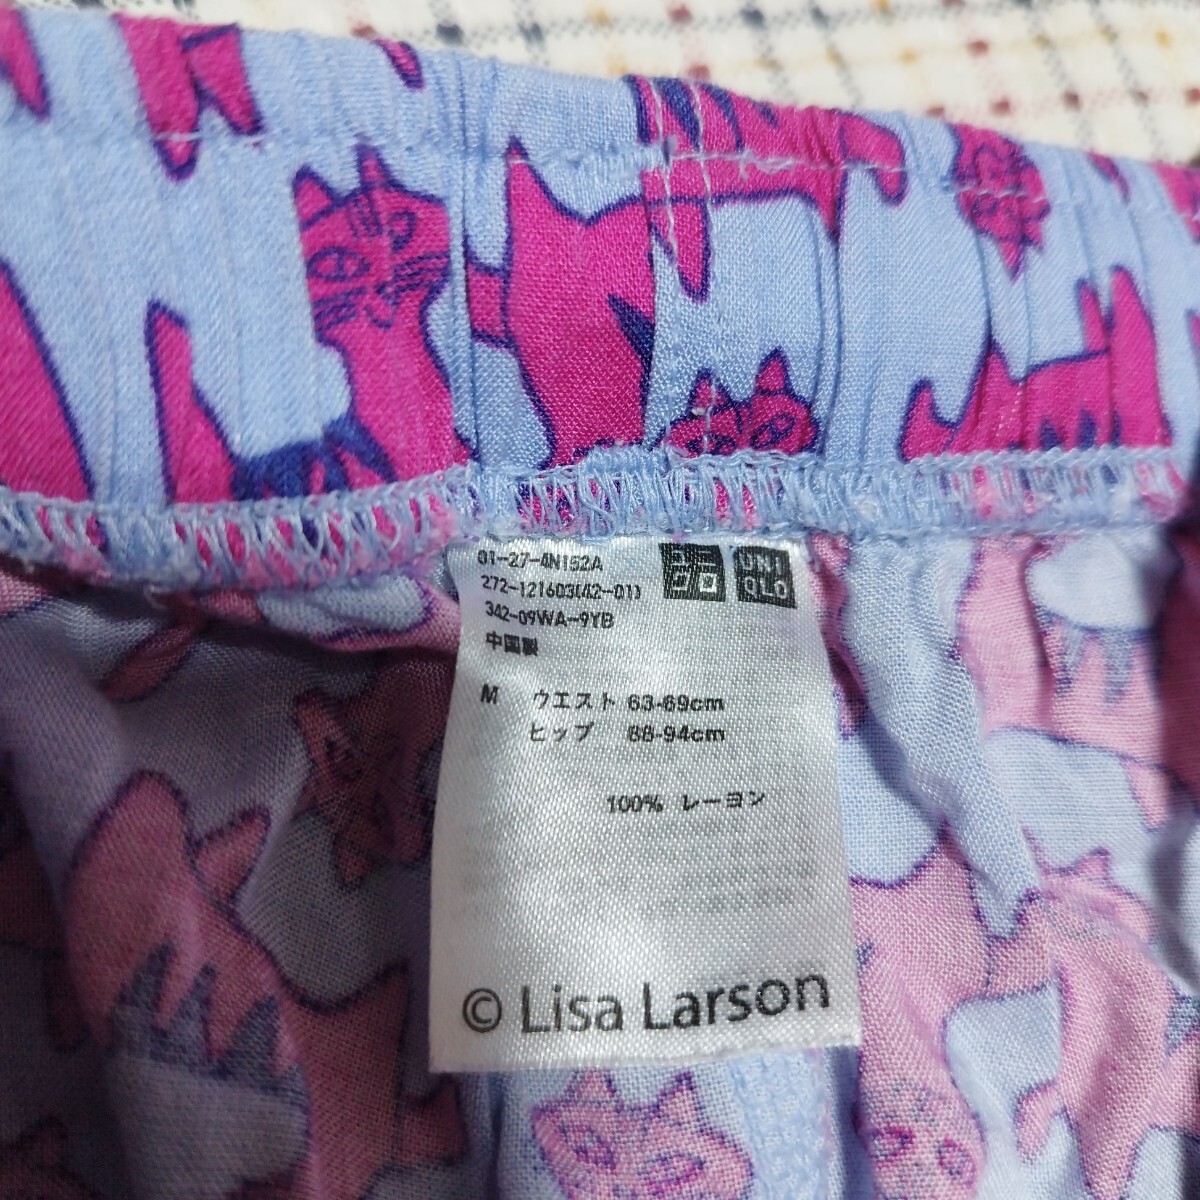 01-27-4N152A
272-121603(42-01)
342-09WA-9YB
中国製
ユニクロ
UNIQLO
M ウエスト 63-69cm
ヒップ 88-94cm
100% レーヨン
© Lisa Larson